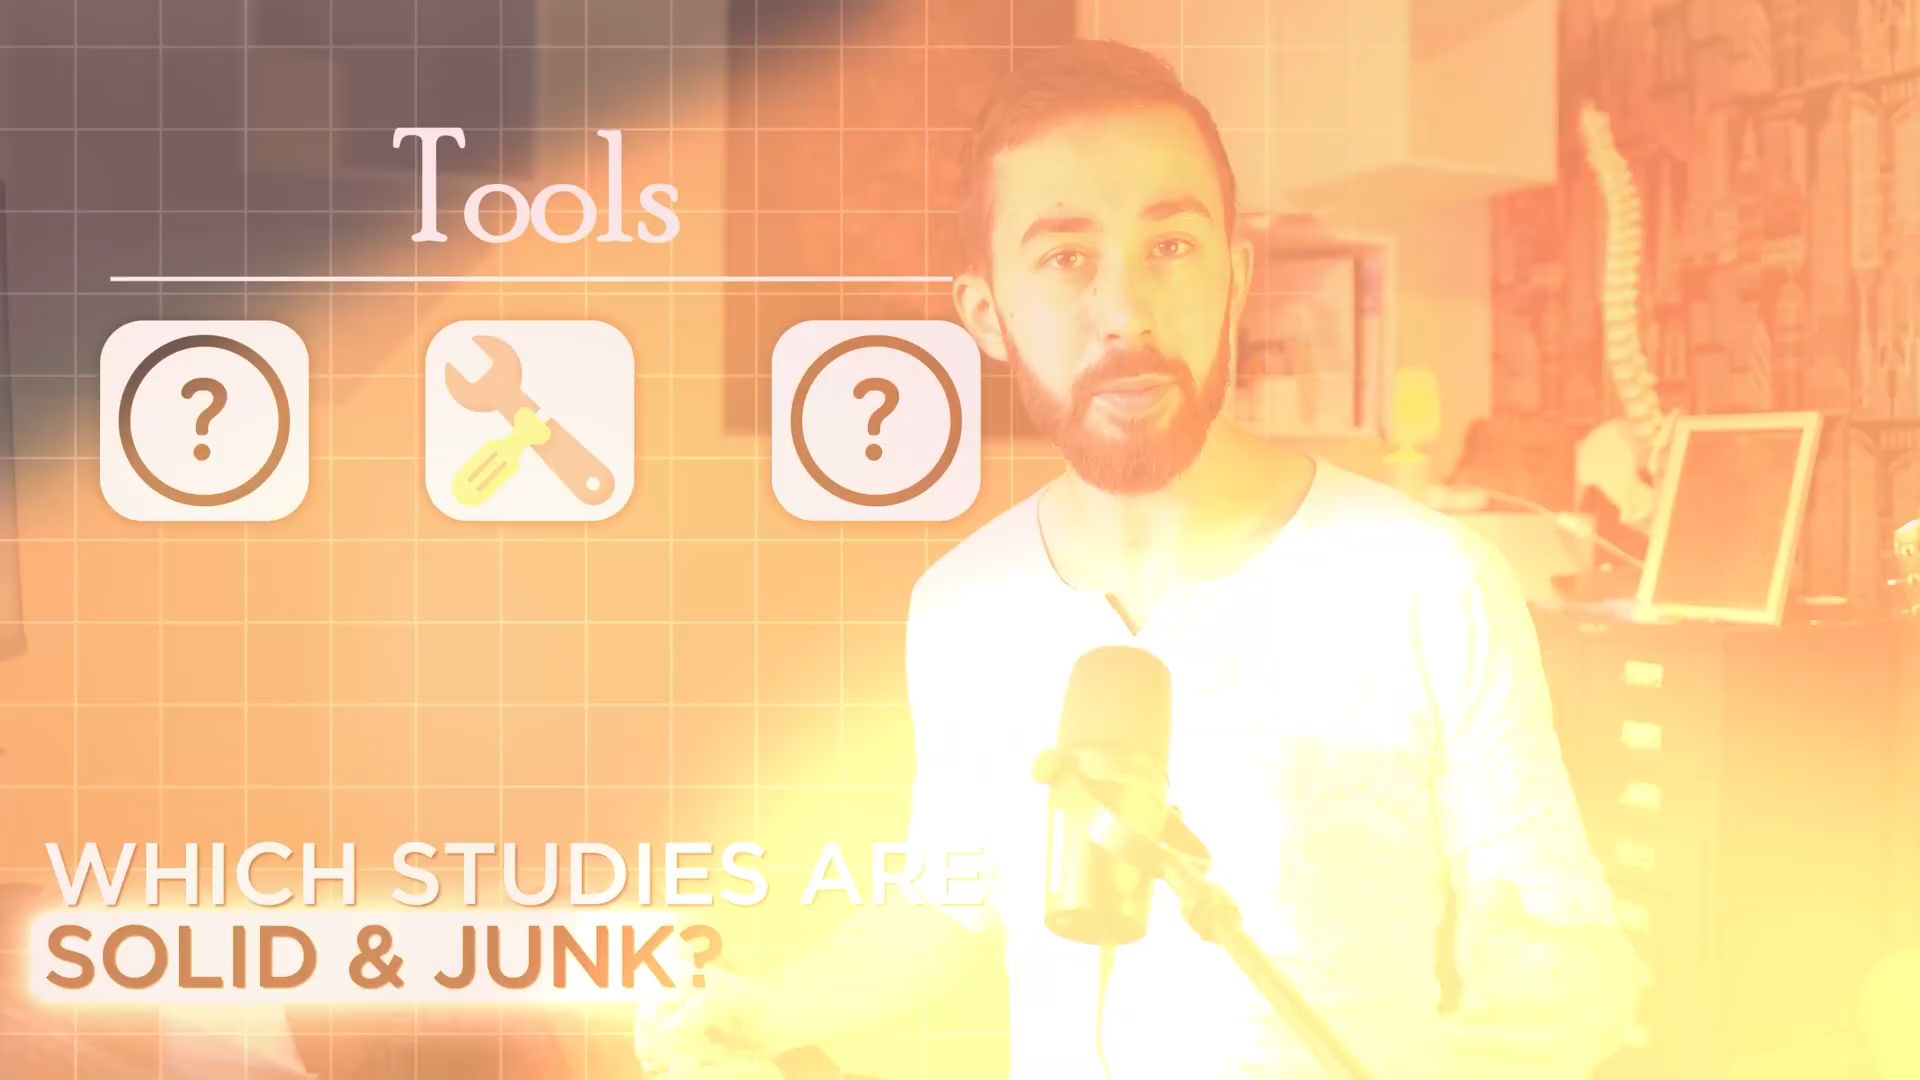 Tools
?
?
WHICH STUDIES ARE
SOLID & JUNK?